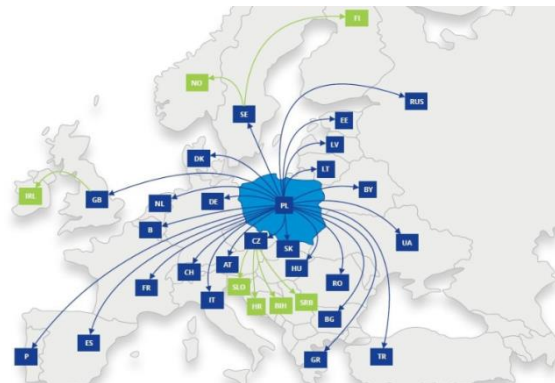 FI
NO
RUS
SE
EE
LV
DK
LT
BY
IRL
GB
NL
DE
PL
B
CZ
SK
UA
AT
HU
CH
FR
IT
SLO
RO
HR
BIH
SRB
BG
P
ES
GR
TR